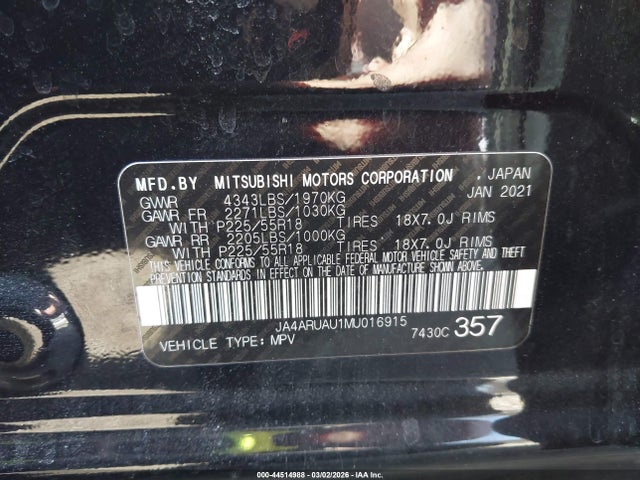 MFD.BY MITSUBISHI MOTORS CORPORATION, JAPAN
GVWR 4343LBS/1970KG JAN 2021
GAWR FR 2271LBS/1030KG
WITH P225/55R18 TIRES 18X7.0J RIMS
GAWR RR 2205LBS/1000KG
WITH P225/55R18 TIRES 18X7.0J RIMS
THIS VEHICLE CONFORMS TO ALL APPLICABLE FEDERAL MOTOR VEHICLE SAFETY AND THEFT
PREVENTION STANDARDS IN EFFECT ON THE DATE OF MANUFACTURE SHOWN ABOVE.
JA4ARUAU1MU016915
VEHICLE TYPE: MPV 7430C 357
000-44514988 - 03/02/2026 - IAAI.COM